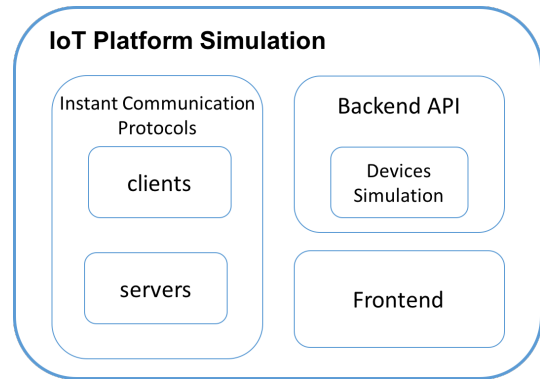 IoT Platform Simulation
Instant Communication
Protocols
clients
servers
Backend API
Devices
Simulation
Frontend